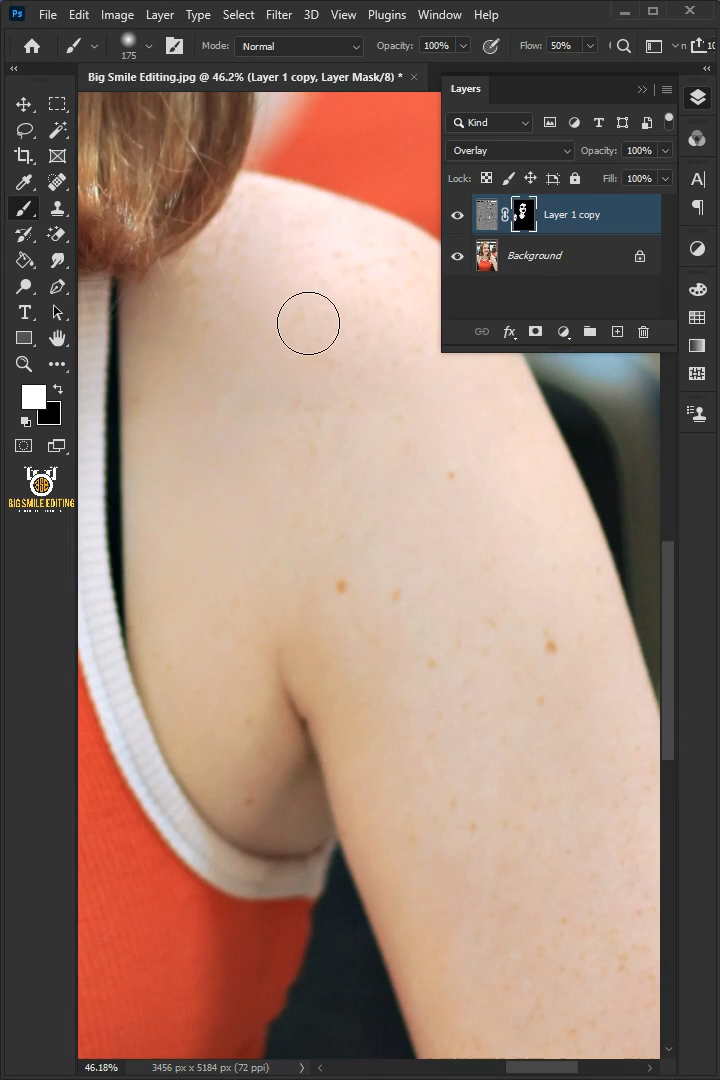 Ps File Edit Image Layer Type Select Filter 3D View Plugins Window Help
175 Mode: Normal Opacity: 100% Flow: 50%
Big Smile Editing.jpg @ 46.2% (Layer 1 copy, Layer Mask/8) *
Layers
Kind
Overlay Opacity: 100%
Lock: Fill: 100%
Layer 1 copy
Background
fx
BIG SMILE EDITING
46.18% 3456 px x 5184 px (72 ppi)